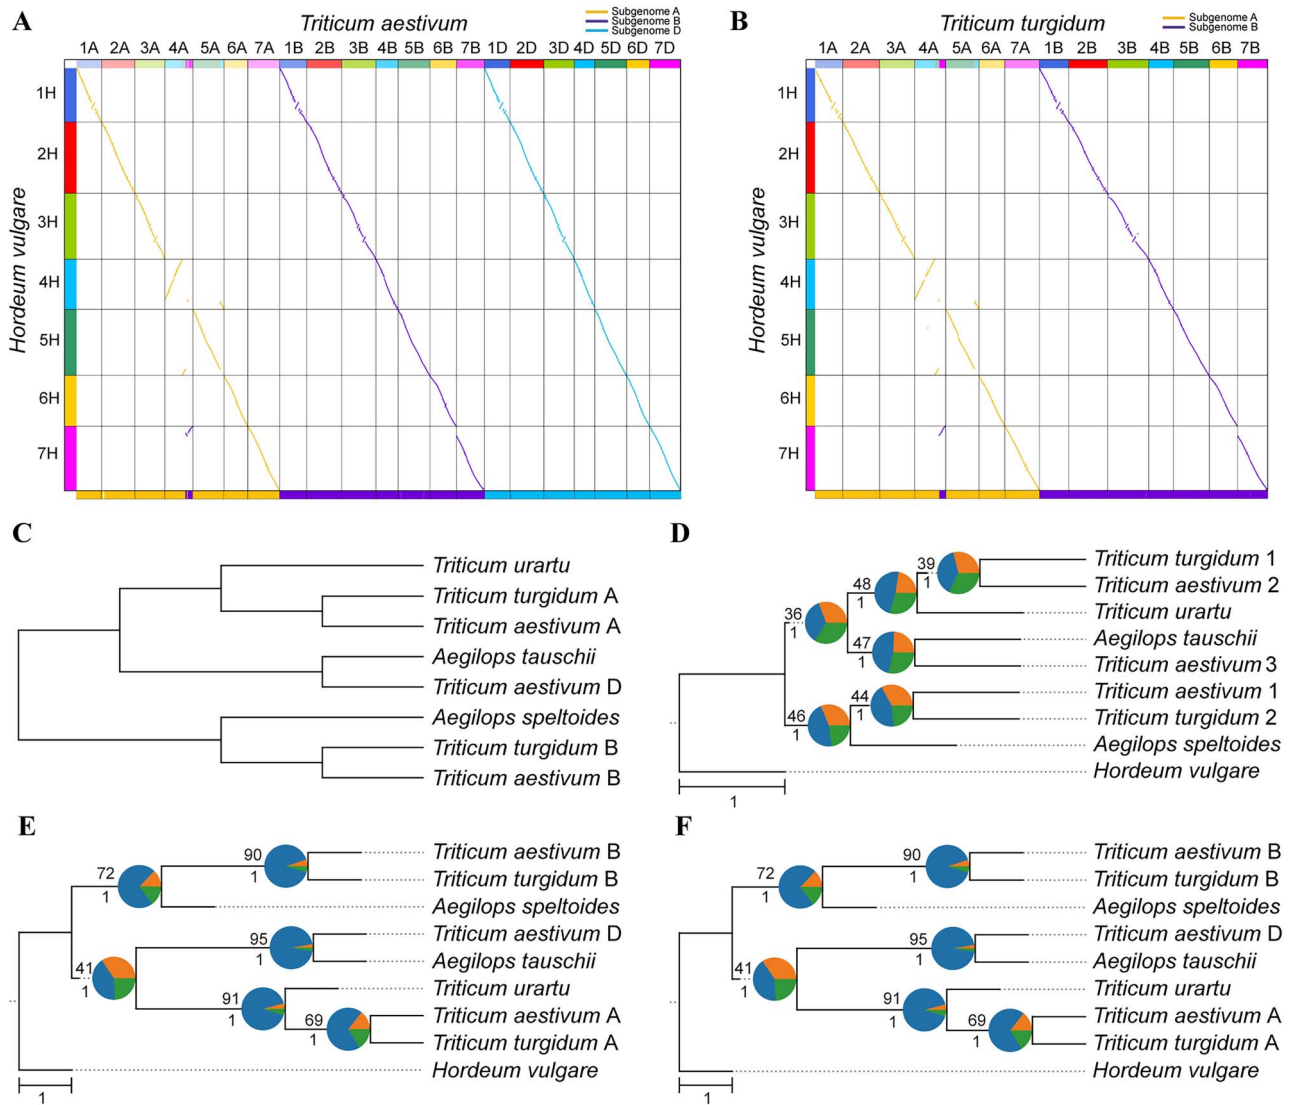 A
Triticum aestivum
Subgenome A
Subgenome B
Subgenome D
1A 2A 3A 4A 5A 6A 7A 1B 2B 3B 4B 5B 6B 7B 1D 2D 3D 4D 5D 6D 7D
Hordeum vulgare
1H
2H
3H
4H
5H
6H
7H
B
Triticum turgidum
Subgenome A
Subgenome B
1A 2A 3A 4A 5A 6A 7A 1B 2B 3B 4B 5B 6B 7B
Hordeum vulgare
1H
2H
3H
4H
5H
6H
7H
C
Triticum urartu
Triticum turgidum A
Triticum aestivum A
Aegilops tauschii
Triticum aestivum D
Aegilops speltoides
Triticum turgidum B
Triticum aestivum B
D
39
1
48
1
36
1
47
1
44
1
46
1
Triticum turgidum 1
Triticum aestivum 2
Triticum urartu
Aegilops tauschii
Triticum aestivum 3
Triticum aestivum 1
Triticum turgidum 2
Aegilops speltoides
Hordeum vulgare
1
E
90
1
72
1
95
1
41
1
91
1
69
1
Triticum aestivum B
Triticum turgidum B
Aegilops speltoides
Triticum aestivum D
Aegilops tauschii
Triticum urartu
Triticum aestivum A
Triticum turgidum A
Hordeum vulgare
1
F
90
1
72
1
95
1
41
1
91
1
69
1
Triticum aestivum B
Triticum turgidum B
Aegilops speltoides
Triticum aestivum D
Aegilops tauschii
Triticum urartu
Triticum aestivum A
Triticum turgidum A
Hordeum vulgare
1